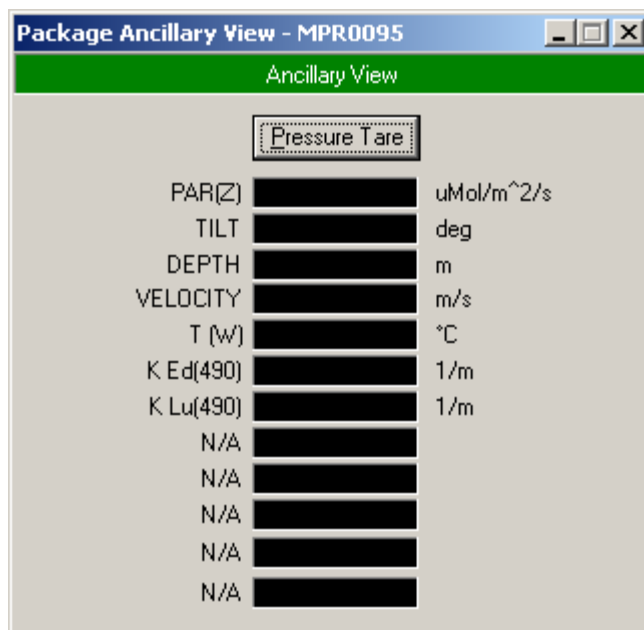 Package Ancillary View - MPR0095
Ancillary View
Pressure Tare
PAR(Z) uMol/m^2/s
TILT deg
DEPTH m
VELOCITY m/s
T (W) °C
K Ed(490) 1/m
K Lu(490) 1/m
N/A
N/A
N/A
N/A
N/A